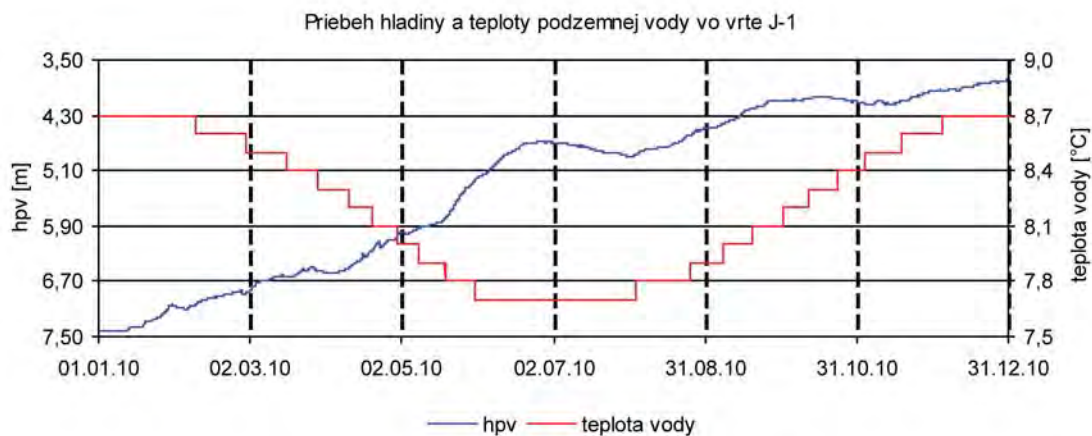 Priebeh hladiny a teploty podzemnej vody vo vrte J-1
3,50
4,30
5,10
5,90
6,70
7,50
hpv [m]
9,0
8,7
8,4
8,1
7,8
7,5
teplota vody [°C]
01.01.10 02.03.10 02.05.10 02.07.10 31.08.10 31.10.10 31.12.10
hpv teplota vody